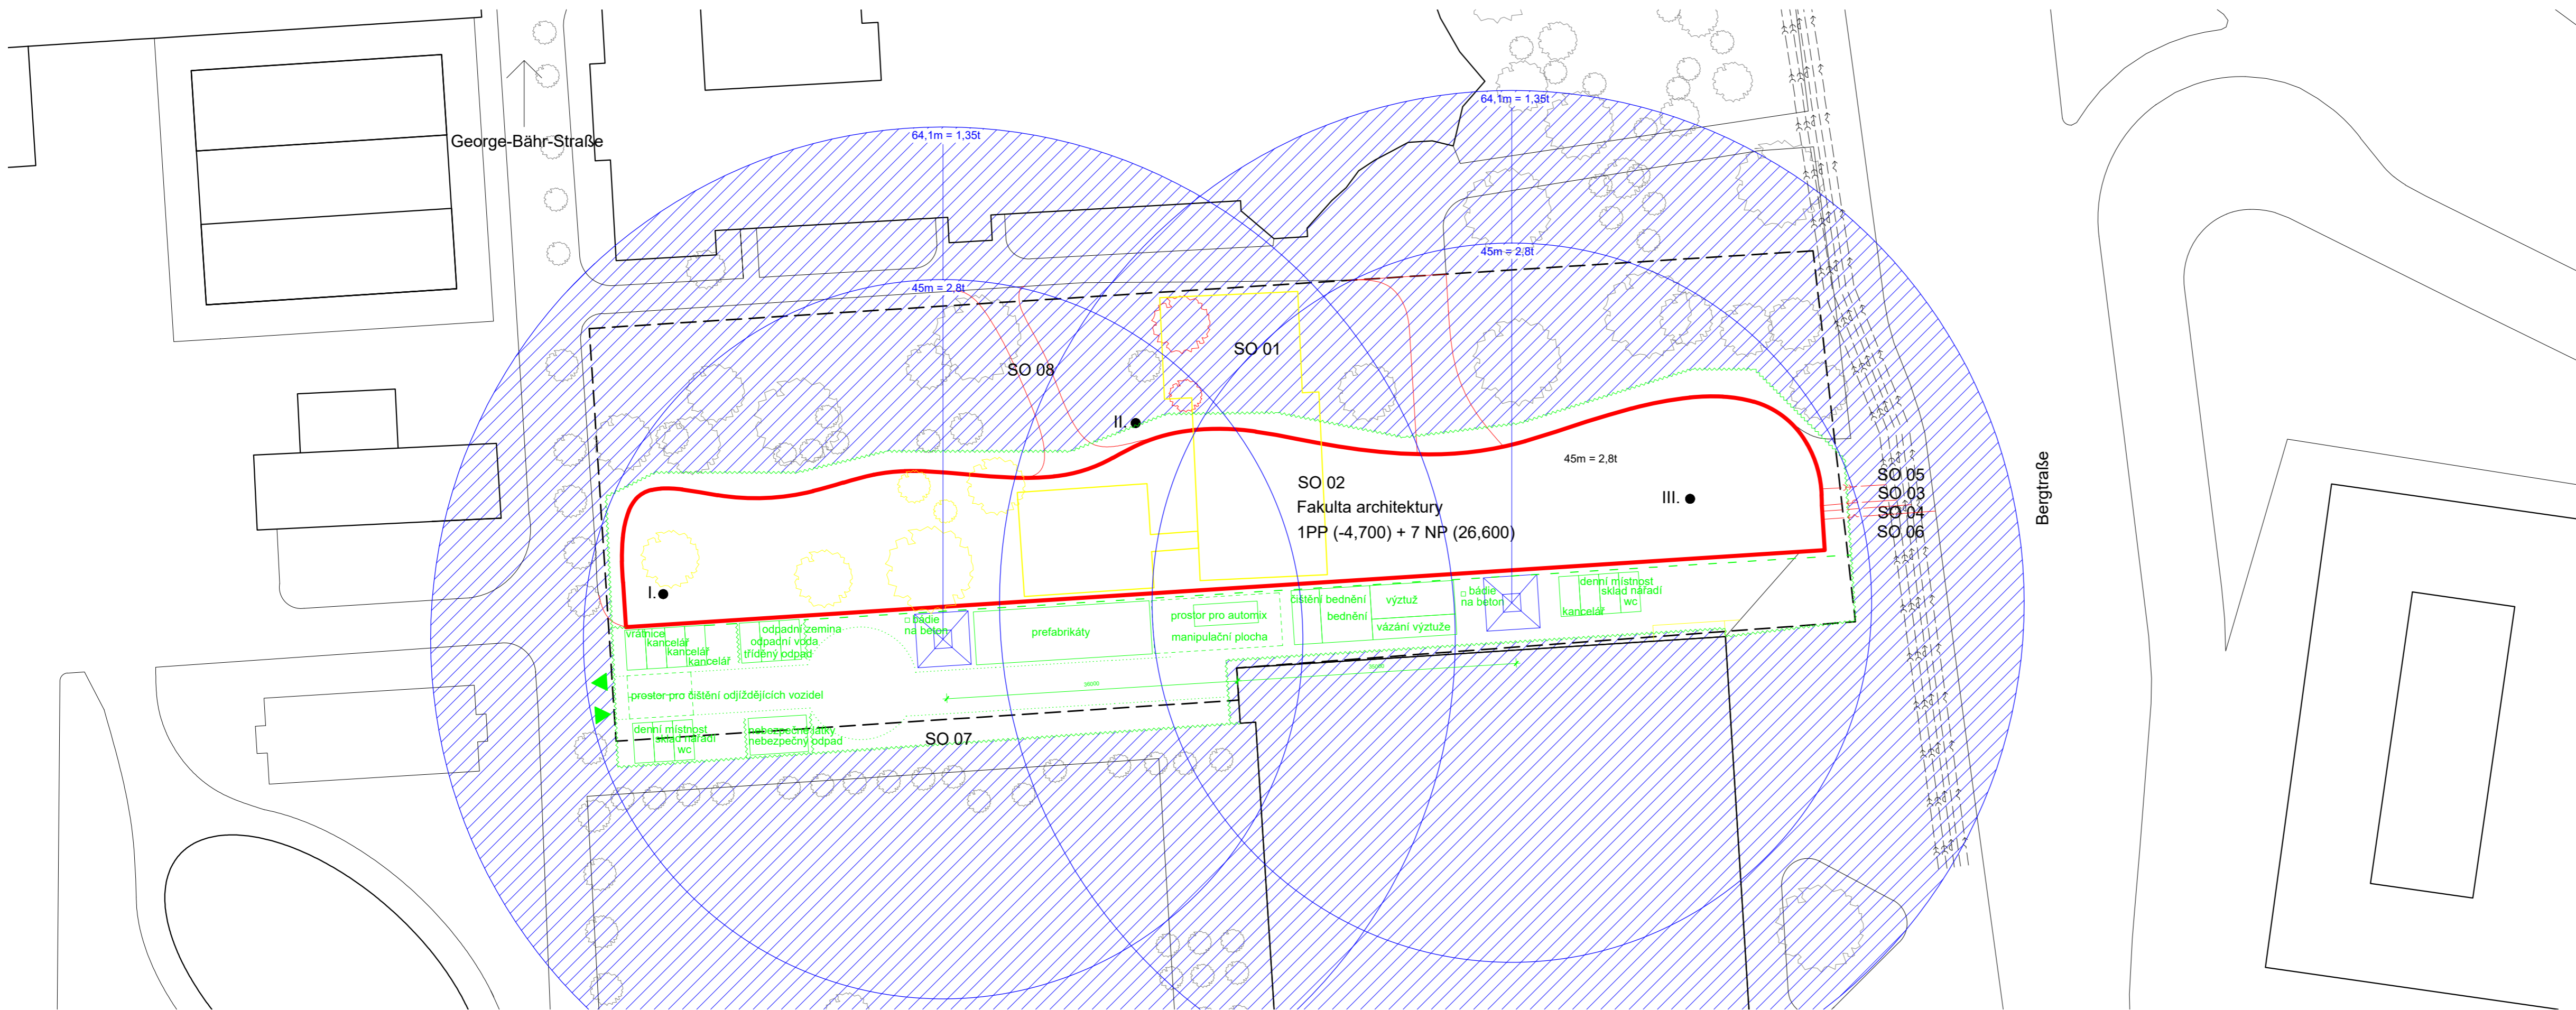 George-Bähr-Straße
64,1m = 1,35t
64,1m = 1,35t
45m = 2,8t
45m = 2,8t
SO 01
SO 08
II.
45m = 2,8t
SO 02
Fakulta architektury
1PP (-4,700) + 7 NP (26,600)
III.
SO 05
SO 03
SO 04
SO 06
Bergtraße
I.
vrátnice
kancelář
kancelář
kancelář
odpadní zemina
odpadní voda
tříděný odpad
bádie
na beton
prefabrikáty
prostor pro automix
manipulační plocha
čištění bednění
bednění
výztuž
vázání výztuže
bádie
na beton
denní místnost
sklad nářadí
wc
kancelář
prostor pro čištění odjíždějících vozidel
denní místnost
sklad nářadí
wc
nebezpečné látky
nebezpečný odpad
SO 07